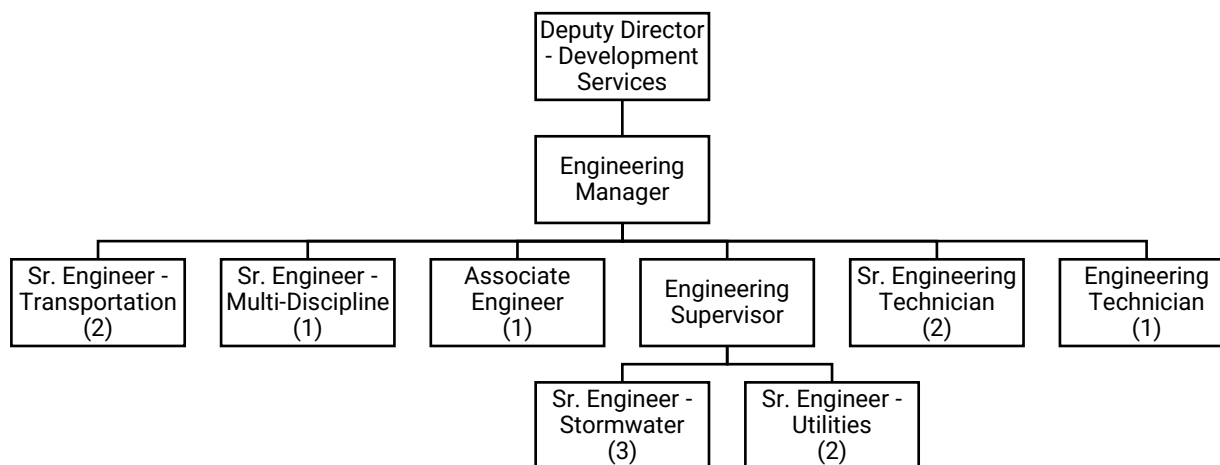 Deputy Director
- Development
Services
Engineering
Manager
Sr. Engineer -
Transportation
(2)
Sr. Engineer -
Multi-Discipline
(1)
Associate
Engineer
(1)
Engineering
Supervisor
Sr. Engineering
Technician
(2)
Engineering
Technician
(1)
Sr. Engineer -
Stormwater
(3)
Sr. Engineer -
Utilities
(2)